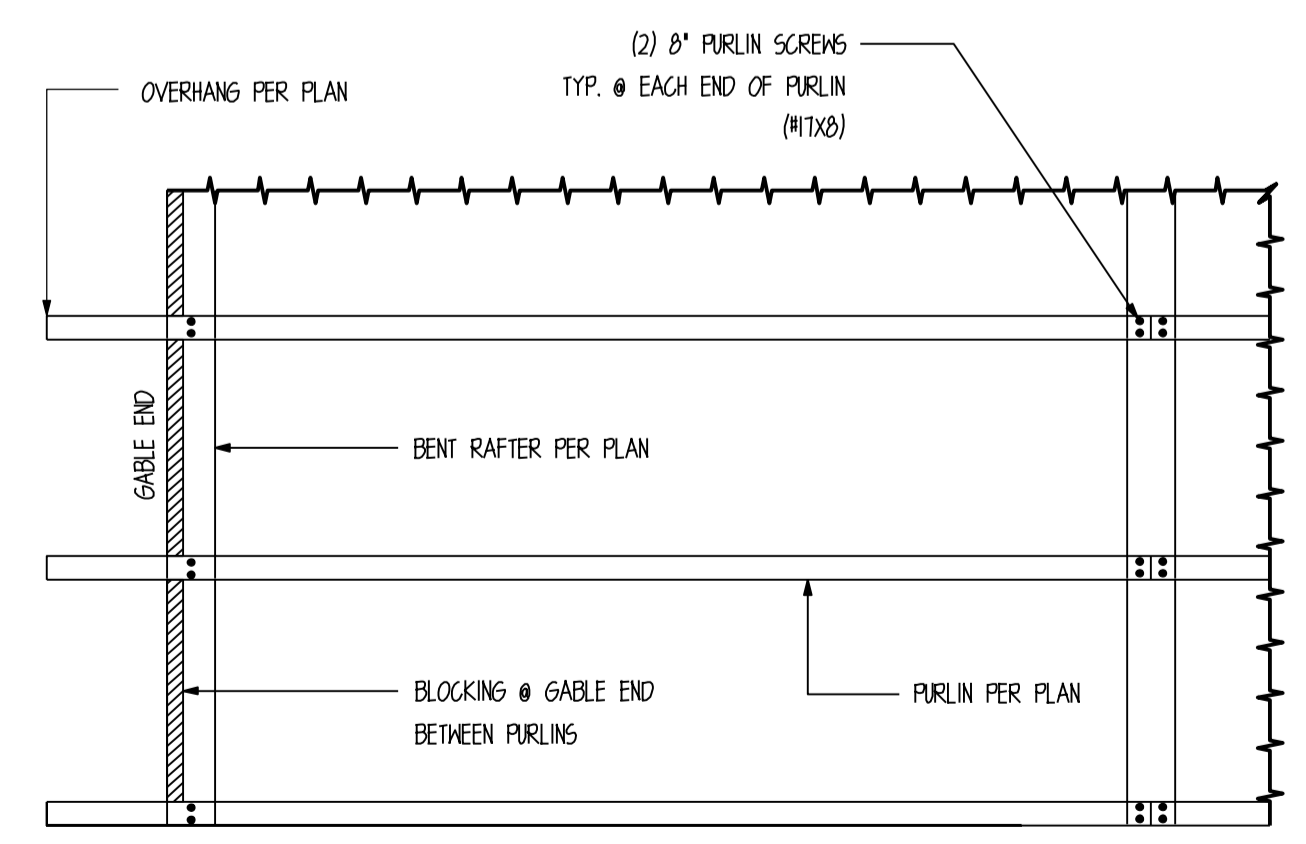 (2) 8" PURLIN SCREWS
TYP. @ EACH END OF PURLIN
(#17X8)
OVERHANG PER PLAN
GABLE END
BENT RAFTER PER PLAN
BLOCKING @ GABLE END
BETWEEN PURLINS
PURLIN PER PLAN